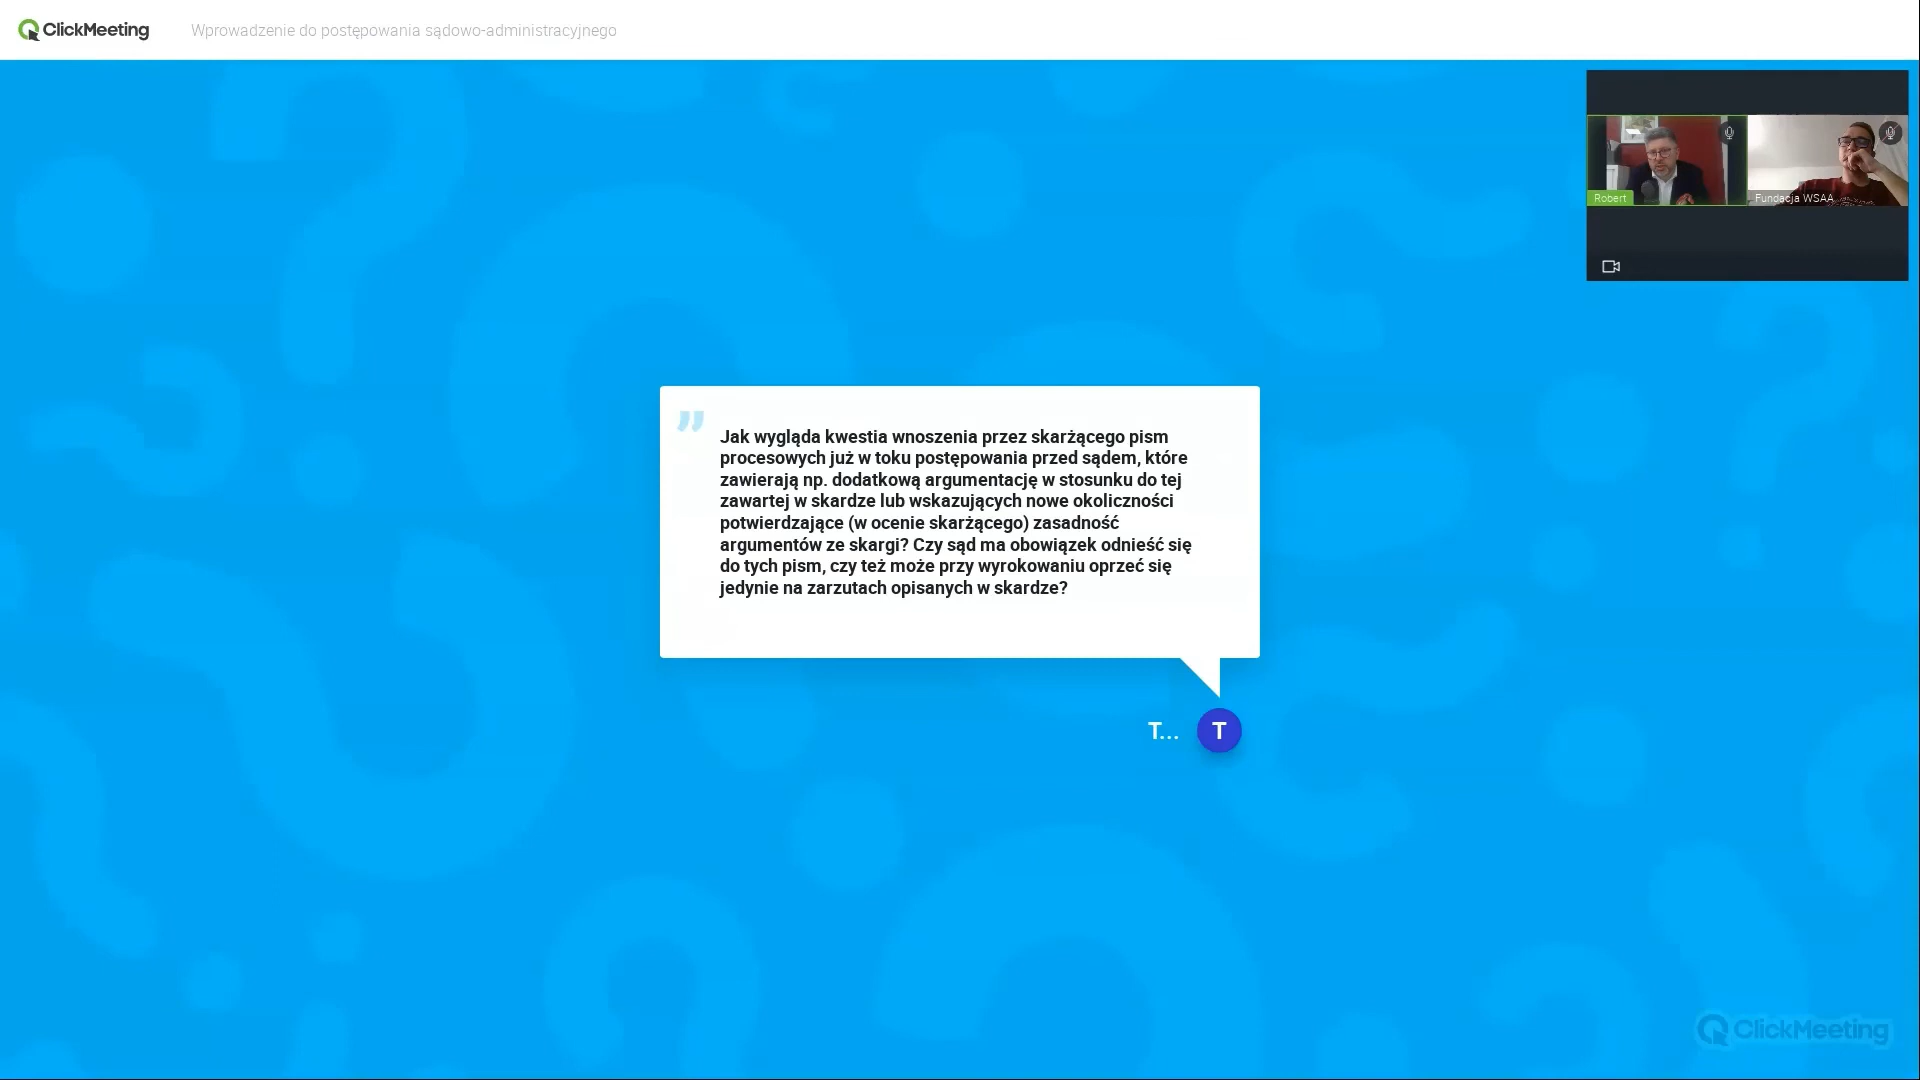 ClickMeeting
Wprowadzenie do postępowania sądowo-administracyjnego
Robert
Fundacja WSAA
Jak wygląda kwestia wnoszenia przez skarżącego pism
procesowych już w toku postępowania przed sądem, które
zawierają np. dodatkową argumentację w stosunku do tej
zawartej w skardze lub wskazujących nowe okoliczności
potwierdzające (w ocenie skarżącego) zasadność
argumentów ze skargi? Czy sąd ma obowiązek odnieść się
do tych pism, czy też może przy wyrokowaniu oprzeć się
jedynie na zarzutach opisanych w skardze?
T... T
ClickMeeting